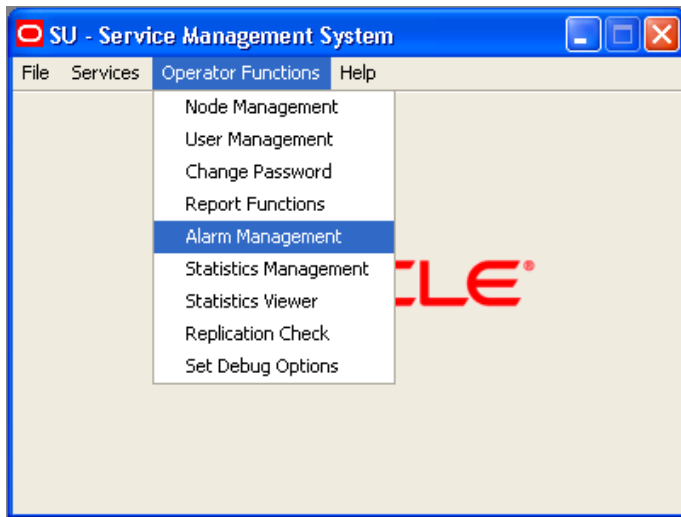 SU - Service Management System
File Services Operator Functions Help
Node Management
User Management
Change Password
Report Functions
Alarm Management
Statistics Management
Statistics Viewer
Replication Check
Set Debug Options
CLE®